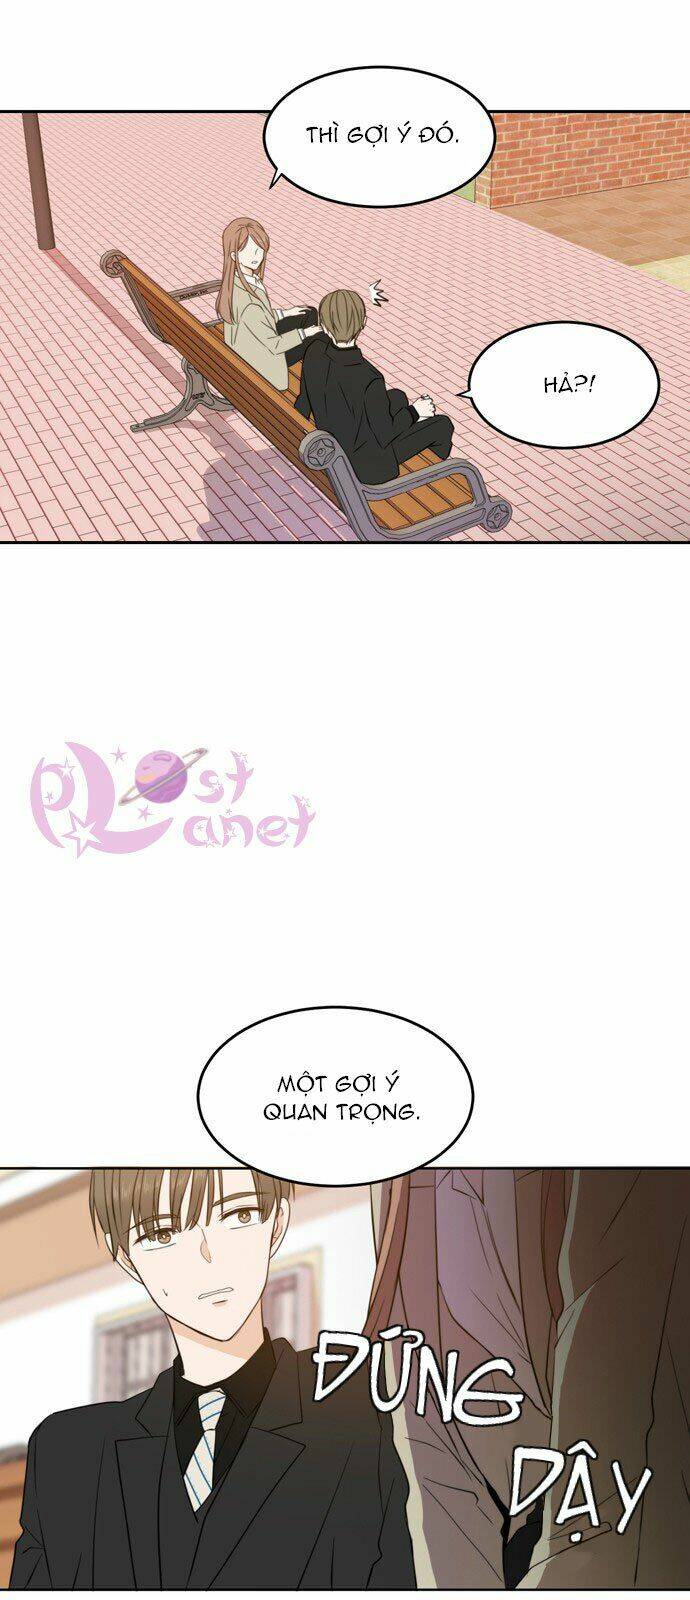 THÌ GỢI Ý ĐÓ.
HẢ?!
Lost
Planet
MỘT GỢI Ý
QUAN TRỌNG.
ĐỨNG
DẬY